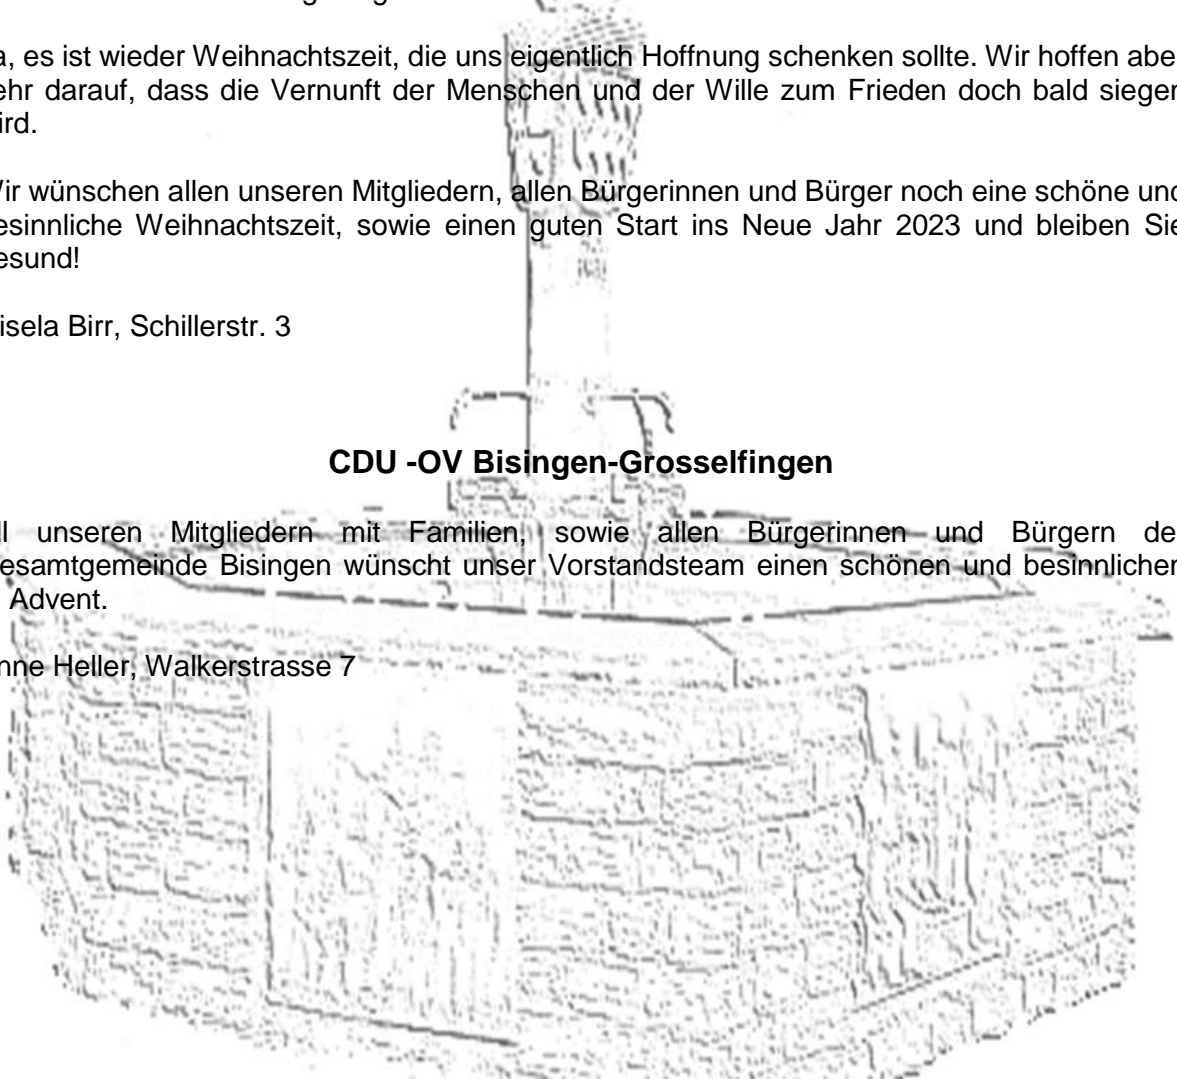 a, es ist wieder Weihnachtszeit, die uns eigentlich Hoffnung schenken sollte. Wir hoffen abe
ehr darauf, dass die Vernunft der Menschen und der Wille zum Frieden doch bald siegen
ird.
ir wünschen allen unseren Mitgliedern, allen Bürgerinnen und Bürger noch eine schöne und
esinnliche Weihnachtszeit, sowie einen guten Start ins Neue Jahr 2023 und bleiben Sie
esund!
isela Birr, Schillerstr. 3
CDU -OV Bisingen-Grosselfingen
ll unseren Mitgliedern mit Familien, sowie allen Bürgerinnen und Bürgern de
esamtgemeinde Bisingen wünscht unser Vorstandsteam einen schönen und besinnlichen
Advent.
nne Heller, Walkerstrasse 7